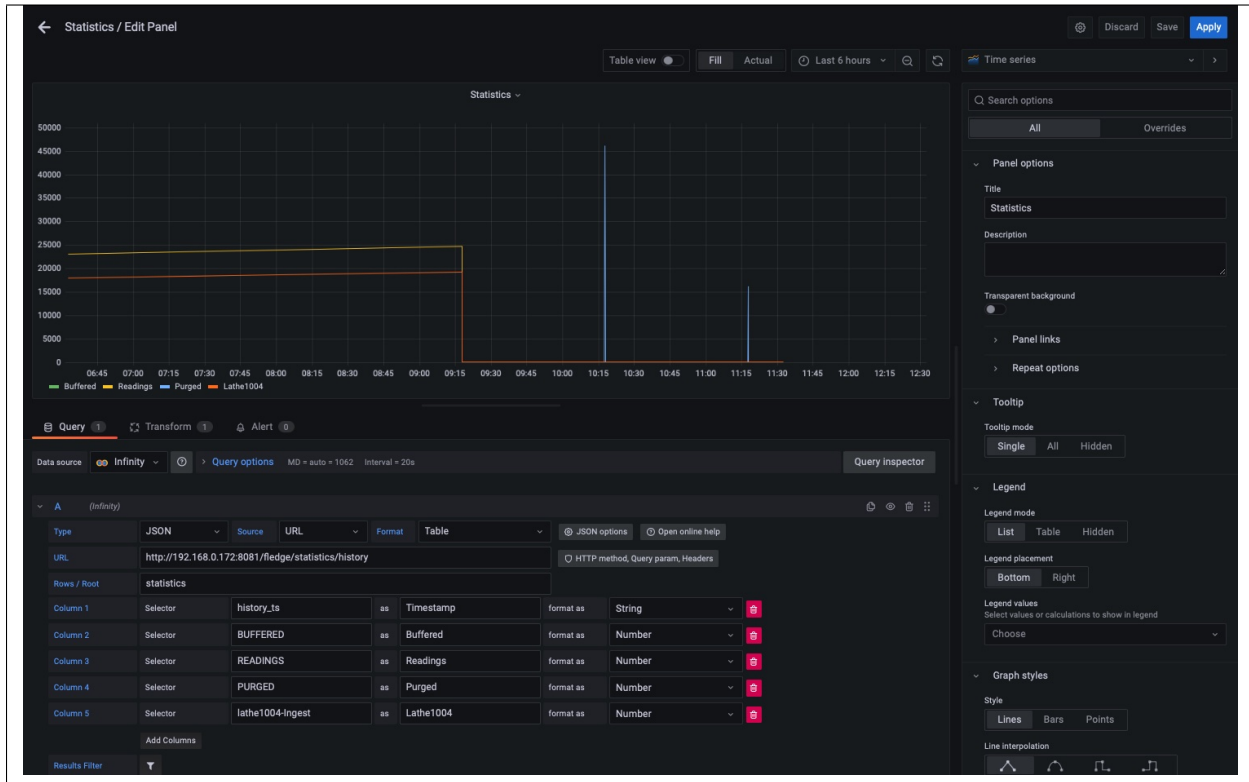 Statistics / Edit Panel
Discard Save Apply
Table view Fill Actual Last 6 hours Time series
Statistics
50000
45000
40000
35000
30000
25000
20000
15000
10000
5000
0
06:45 07:00 07:15 07:30 07:45 08:00 08:15 08:30 08:45 09:00 09:15 09:30 09:45 10:00 10:15 10:30 10:45 11:00 11:15 11:30 11:45 12:00 12:15 12:30
Buffered Readings Purged Lathe1004
Query 1 Transform 1 Alert 0
Data source Infinity Query options MD = auto = 1062 Interval = 20s Query inspector
A (Infinity)
Type JSON Source URL Format Table JSON options Open online help
URL http://192.168.0.172:8081/fledge/statistics/history HTTP method, Query param, Headers
Rows / Root statistics
Column 1 Selector history_ts as Timestamp format as String
Column 2 Selector BUFFERED as Buffered format as Number
Column 3 Selector READINGS as Readings format as Number
Column 4 Selector PURGED as Purged format as Number
Column 5 Selector lathe1004-Ingest as Lathe1004 format as Number
Add Columns
Results Filter
Search options
All Overrides
Panel options
Title
Statistics
Description
Transparent background
Panel links
Repeat options
Tooltip
Tooltip mode
Single All Hidden
Legend
Legend mode
List Table Hidden
Legend placement
Bottom Right
Legend values
Select values or calculations to show in legend
Choose
Graph styles
Style
Lines Bars Points
Line interpolation